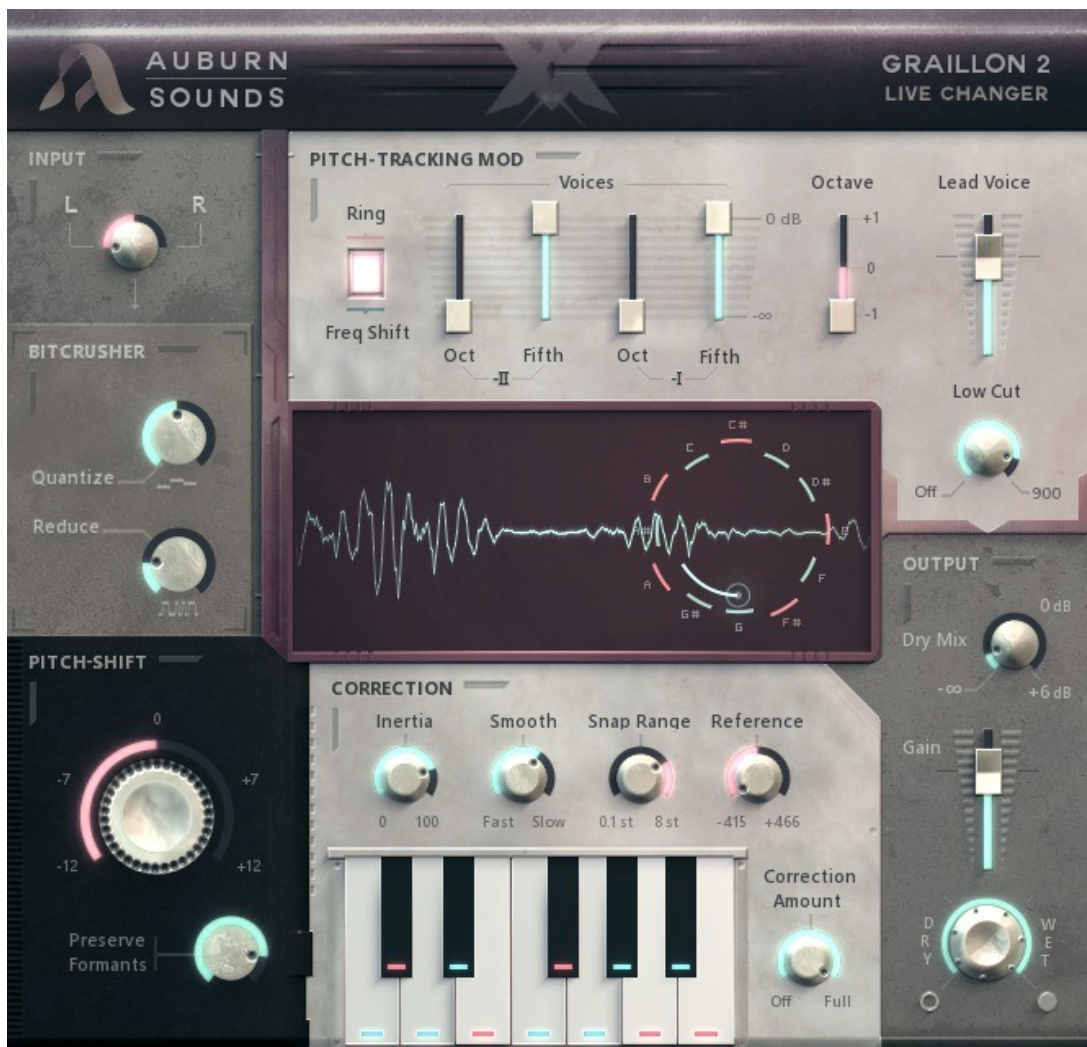 AUBURN
SOUNDS
GRAILLON 2
LIVE CHANGER
INPUT
L R
PITCH-TRACKING MOD
Voices
Octave
Lead Voice
Ring
Freq Shift
0 dB
-∞
+1
0
-1
Oct Fifth Oct Fifth
-II -I
Low Cut
Off 900
BITCRUSHER
Quantize
Reduce
C#
C D
B D#
A F
G# F#
G
OUTPUT
0 dB
Dry Mix
-∞ +6 dB
Gain
DRY WET
PITCH-SHIFT
0
-7 +7
-12 +12
Preserve
Formants
CORRECTION
Inertia Smooth Snap Range Reference
0 100 Fast Slow 0.1 st 8 st -415 +466
Correction
Amount
Off Full